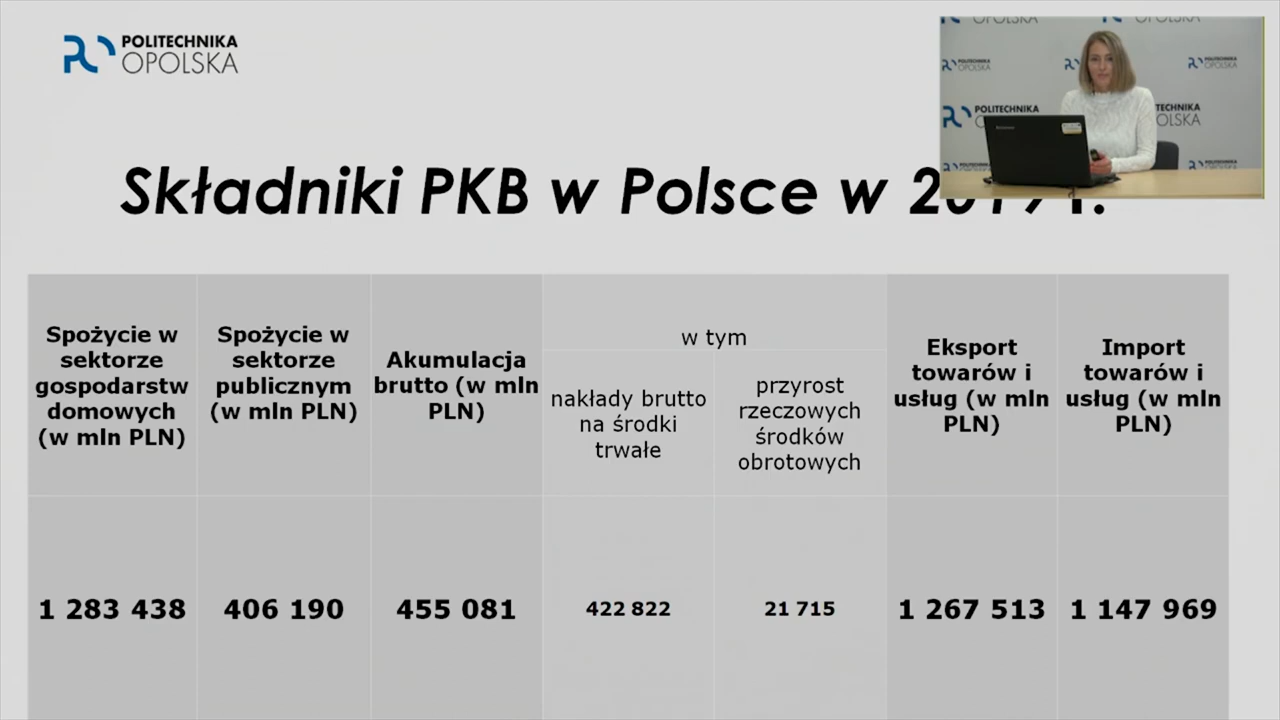 POLITECHNIKA
OPOLSKA
OPOLSKA
POLITECHNIKA
OPOLSKA
Składniki PKB w Polsce w 2019 r.
Spożycie w
sektorze
gospodarstw
domowych
(w mln PLN)
Spożycie w
sektorze
publicznym
(w mln PLN)
Akumulacja
brutto (w mln
PLN)
w tym
nakłady brutto
na środki
trwałe
przyrost
rzeczowych
środków
obrotowych
Eksport
towarów i
usług (w mln
PLN)
Import
towarów i
usług (w mln
PLN)
1 283 438
406 190
455 081
422 822
21 715
1 267 513
1 147 969